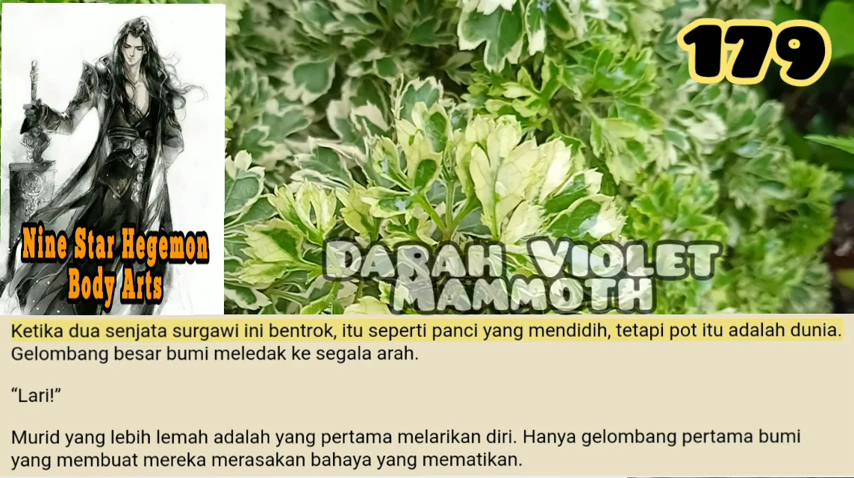 179
Nine Star Hegemon
Body Arts
Darah Violet
Mammoth
Ketika dua senjata surgawi ini bentrok, itu seperti panci yang mendidih, tetapi pot itu adalah dunia.
Gelombang besar bumi meledak ke segala arah.
“Lari!”
Murid yang lebih lemah adalah yang pertama melarikan diri. Hanya gelombang pertama bumi
yang membuat mereka merasakan bahaya yang mematikan.